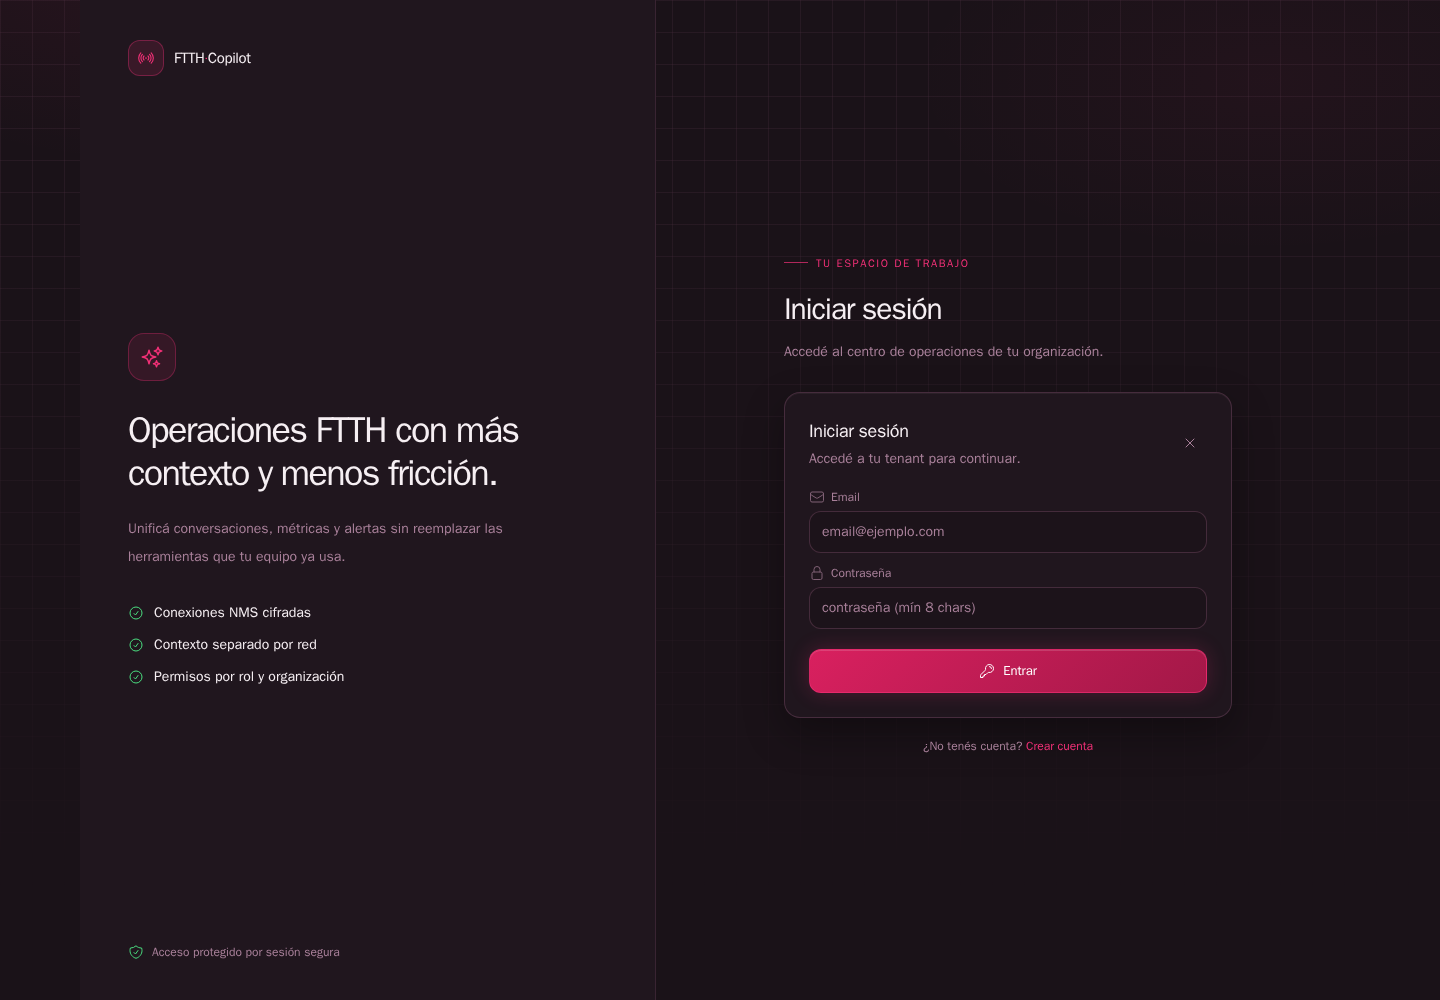 FTTH·Copilot
Operaciones FTTH con más
contexto y menos fricción.
Unificá conversaciones, métricas y alertas sin reemplazar las
herramientas que tu equipo ya usa.
Conexiones NMS cifradas
Contexto separado por red
Permisos por rol y organización
Acceso protegido por sesión segura
TU ESPACIO DE TRABAJO
Iniciar sesión
Accedé al centro de operaciones de tu organización.
Iniciar sesión
Accedé a tu tenant para continuar.
Email
email@ejemplo.com
Contraseña
contraseña (mín 8 chars)
Entrar
¿No tenés cuenta? Crear cuenta